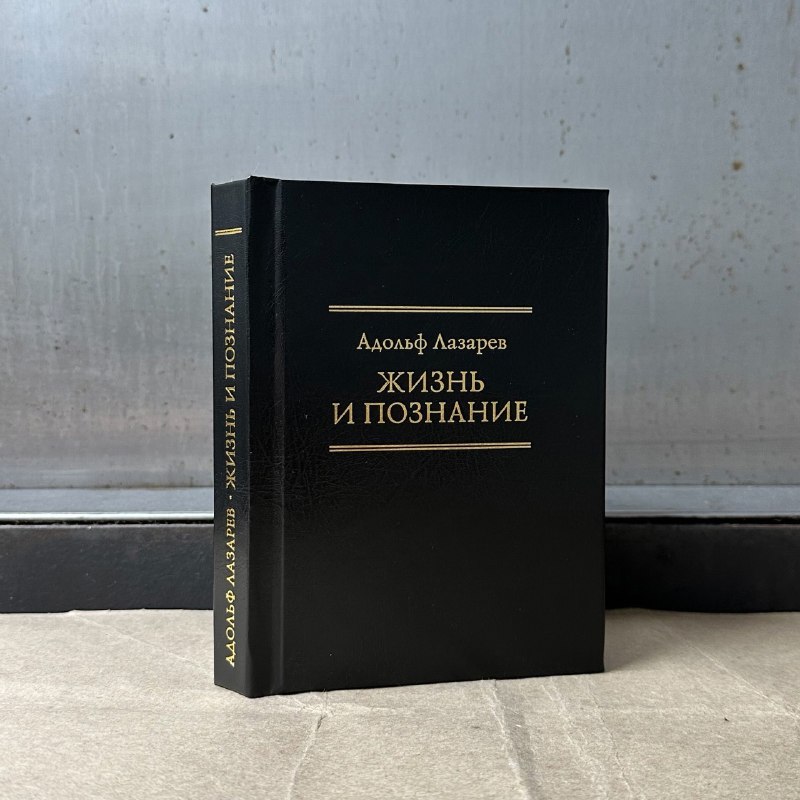 Адольф Лазарев
ЖИЗНЬ
И ПОЗНАНИЕ
АДОЛЬФ ЛАЗАРЕВ · ЖИЗНЬ И ПОЗНАНИЕ